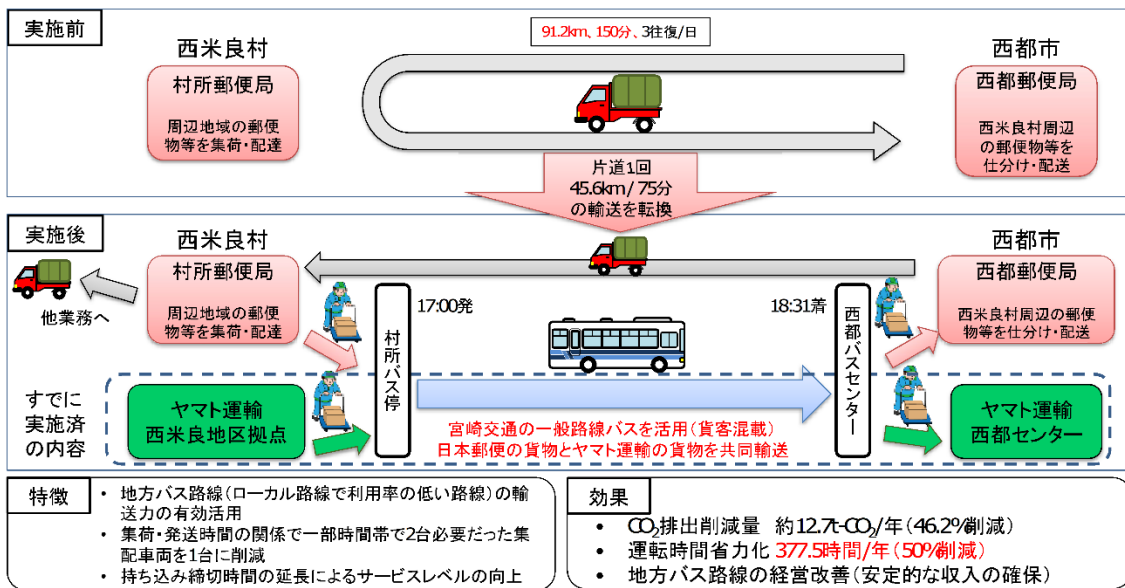 実施前
91.2km、150分、3往復/日
西米良村
西都市
村所郵便局
周辺地域の郵便
物等を集荷・配達
西都郵便局
西米良村周辺
の郵便物等を
仕分け・配送
片道1回
45.6km/75分
の輸送を転換
実施後
西米良村
西都市
他業務へ
村所郵便局
周辺地域の郵便
物等を集荷・配達
17:00発
18:31着
西都郵便局
西米良村周辺の郵便
物等を仕分け・配送
村所バス停
西都バスセンター
すでに
実施済
の内容
ヤマト運輸
西米良地区拠点
宮崎交通の一般路線バスを活用(貨客混載)
日本郵便の貨物とヤマト運輸の貨物を共同輸送
ヤマト運輸
西都センター
特徴
• 地方バス路線(ローカル路線で利用率の低い路線)の輸
送力の有効活用
• 集荷・発送時間の関係で一部時間帯で2台必要だった集
配車両を1台に削減
• 持ち込み締切時間の延長によるサービスレベルの向上
効果
• CO₂排出削減量 約12.7t-CO₂/年(46.2%削減)
• 運転時間省力化 377.5時間/年(50%削減)
• 地方バス路線の経営改善(安定的な収入の確保)